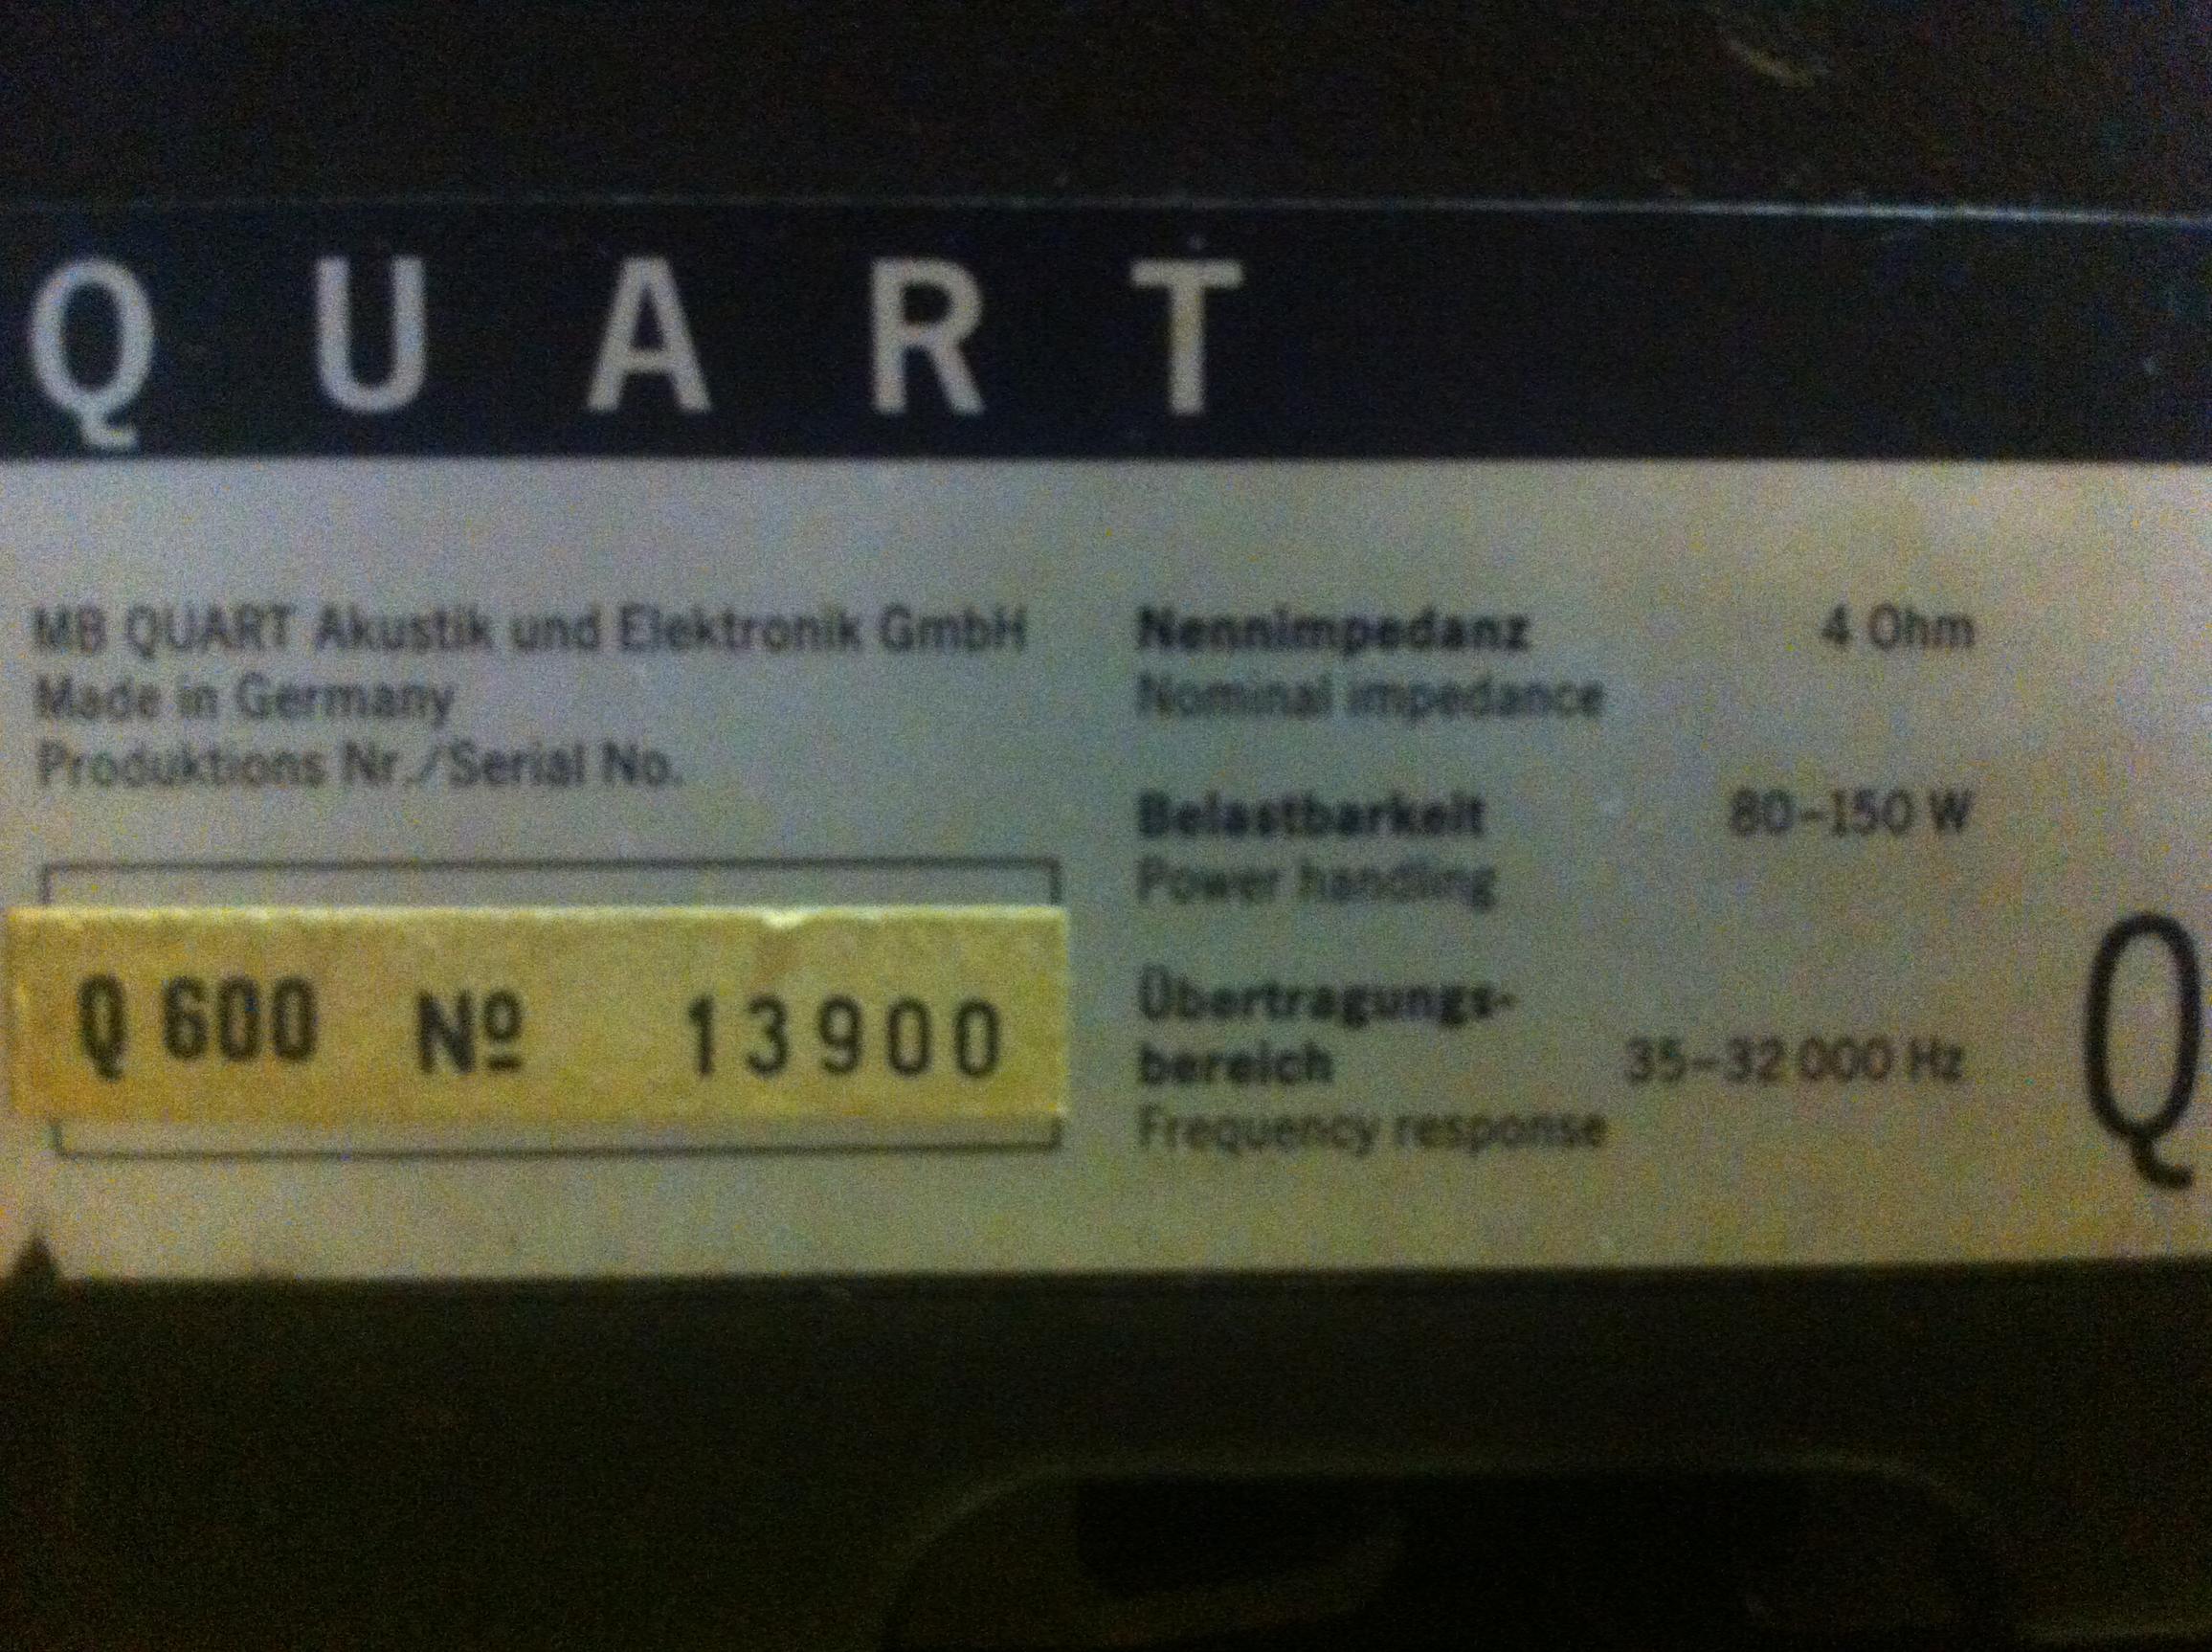 QUART
MB QUART Akustik und Elektronik GmbH
Made in Germany
Produktions Nr./Serial No.
Q 600 Nº 13900
Nennimpedanz 4 Ohm
Nominal impedance
Belastbarkeit 80-150 W
Power handling
Übertragungs-
bereich 35-32 000 Hz
Frequency response
Q